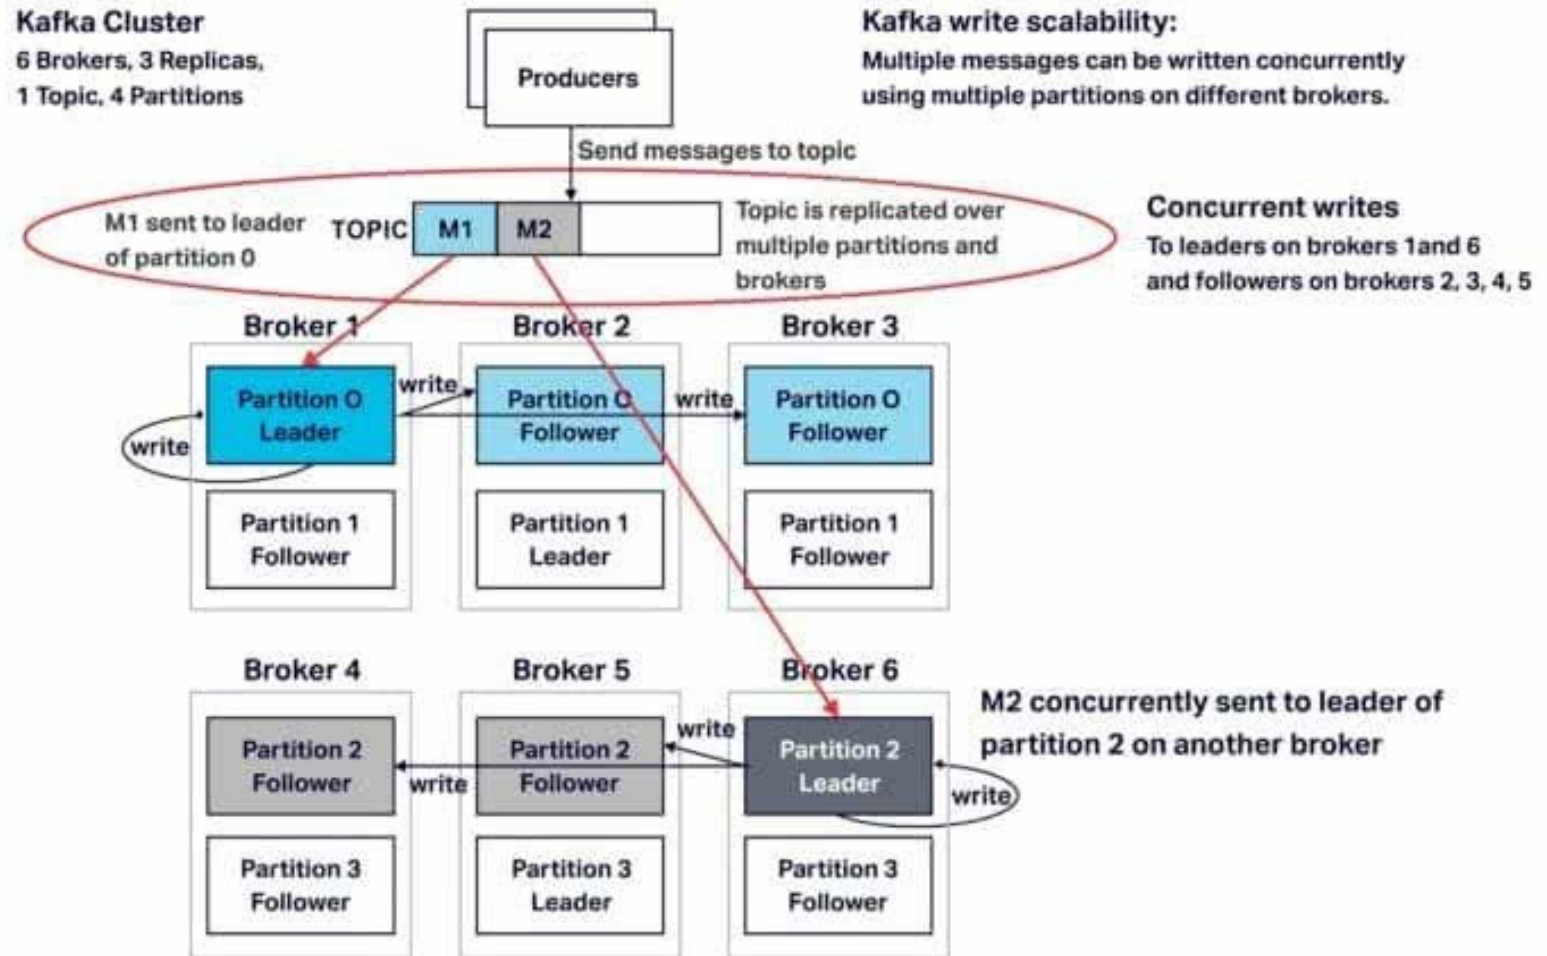 Kafka Cluster
6 Brokers, 3 Replicas,
1 Topic, 4 Partitions
Producers
Kafka write scalability:
Multiple messages can be written concurrently
using multiple partitions on different brokers.
Send messages to topic
M1 sent to leader
of partition 0
TOPIC
M1
M2
Topic is replicated over
multiple partitions and
brokers
Concurrent writes
To leaders on brokers 1and 6
and followers on brokers 2, 3, 4, 5
Broker 1
Broker 2
Broker 3
Partition O
Leader
write
write
Partition O
Follower
write
Partition O
Follower
Partition 1
Follower
Partition 1
Leader
Partition 1
Follower
Broker 4
Broker 5
Broker 6
Partition 2
Follower
write
Partition 2
Follower
write
Partition 2
Leader
write
M2 concurrently sent to leader of
partition 2 on another broker
Partition 3
Follower
Partition 3
Leader
Partition 3
Follower